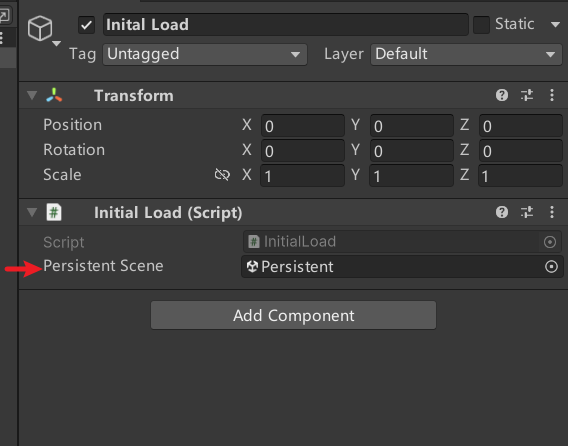 Inital Load
Static
Tag Untagged Layer Default
Transform
Position X 0 Y 0 Z 0
Rotation X 0 Y 0 Z 0
Scale X 1 Y 1 Z 1
# Initial Load (Script)
Script # InitialLoad
Persistent Scene Persistent
Add Component